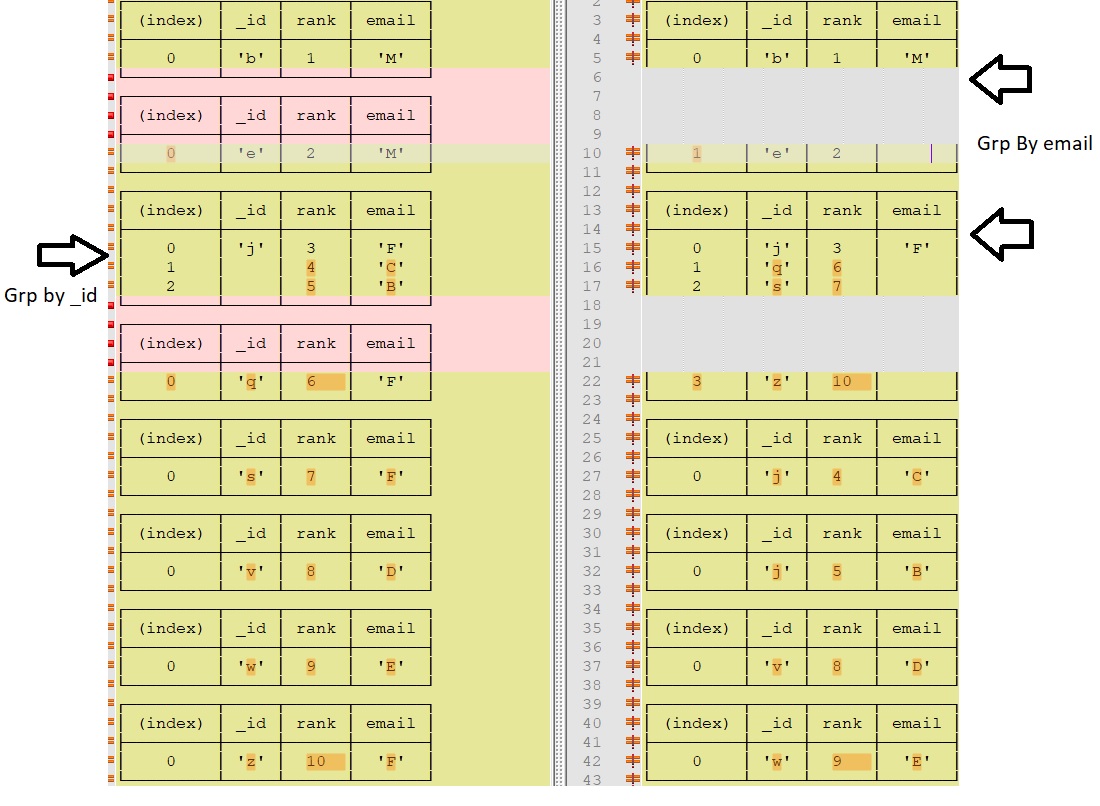 Grp by _id
(index) _id rank email
0 'b' 1 'M'
(index) _id rank email
0 'e' 2 'M'
(index) _id rank email
0 'j' 3 'F'
1 4 'C'
2 5 'B'
(index) _id rank email
0 'q' 6 'F'
(index) _id rank email
0 's' 7 'F'
(index) _id rank email
0 'v' 8 'D'
(index) _id rank email
0 'w' 9 'E'
(index) _id rank email
0 'z' 10 'F'
2
3 (index) _id rank email
4
5 0 'b' 1 'M'
6
7
8
9
10 1 'e' 2
11
12
13 (index) _id rank email
14
15 0 'j' 3 'F'
16 1 'q' 6
17 2 's' 7
18
19
20
21
22 3 'z' 10
23
24
25 (index) _id rank email
26
27 0 'j' 4 'C'
28
29
30 (index) _id rank email
31
32 0 'j' 5 'B'
33
34
35 (index) _id rank email
36
37 0 'v' 8 'D'
38
39
40 (index) _id rank email
41
42 0 'w' 9 'E'
43
Grp By email